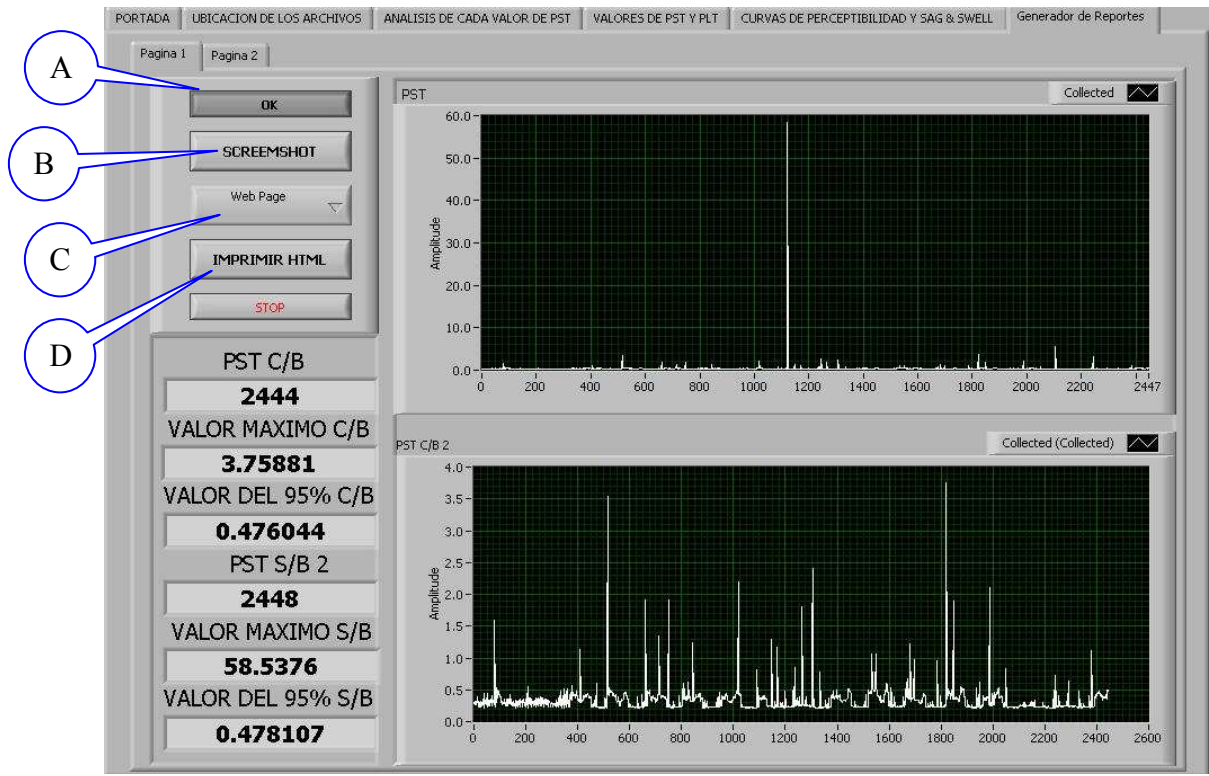 PORTADA UBICACION DE LOS ARCHIVOS ANALISIS DE CADA VALOR DE PST VALORES DE PST Y PLT CURVAS DE PERCEPTIBILIDAD Y SAG & SWELL Generador de Reportes
Pagina 1 Pagina 2
A
OK
B
SCREEMSHOT
C
Web Page
D
IMPRIMIR HTML
STOP
PST C/B
2444
VALOR MAXIMO C/B
3.75881
VALOR DEL 95% C/B
0.476044
PST S/B 2
2448
VALOR MAXIMO S/B
58.5376
VALOR DEL 95% S/B
0.478107
PST
Collected
Amplitude
60.0
50.0
40.0
30.0
20.0
10.0
0.0
0 200 400 600 800 1000 1200 1400 1600 1800 2000 2200 2447
PST C/B 2
Collected (Collected)
Amplitude
4.0
3.5
3.0
2.5
2.0
1.5
1.0
0.5
0.0
0 200 400 600 800 1000 1200 1400 1600 1800 2000 2200 2400 2600